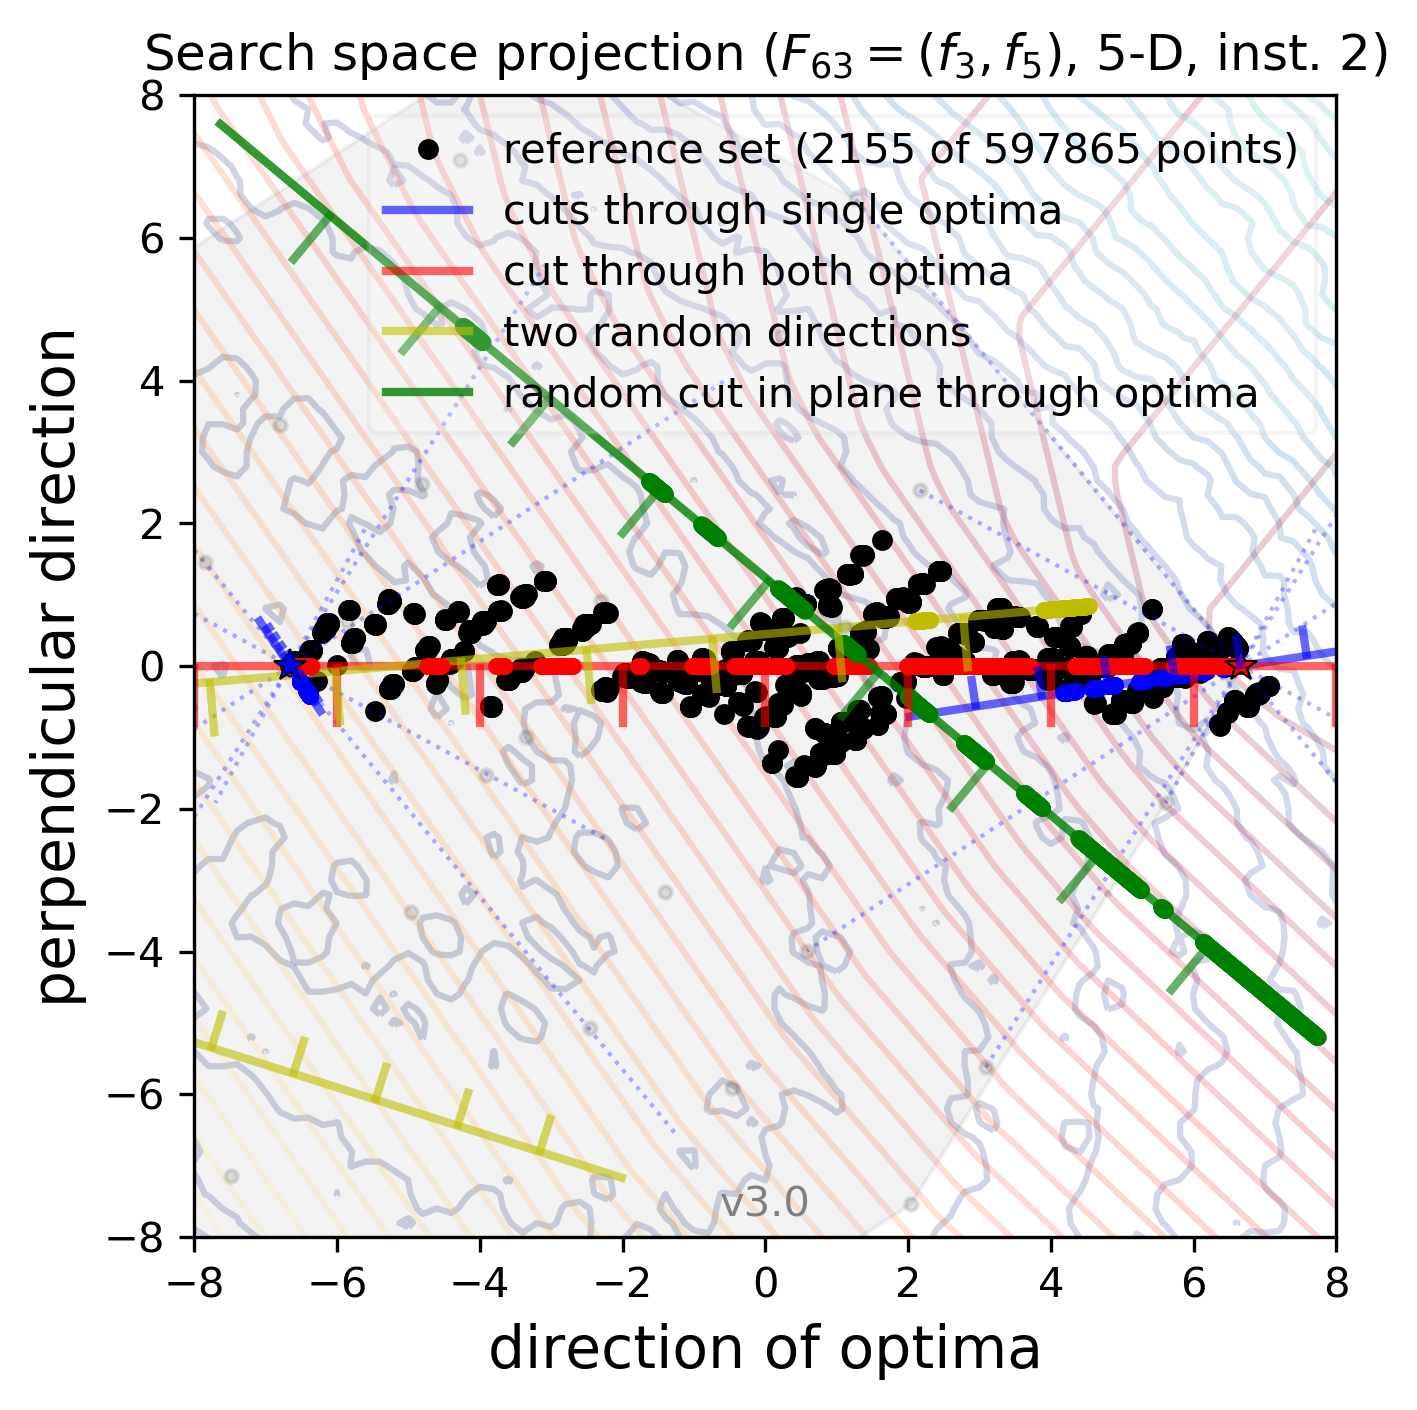 Search space projection (F₆₃ = (f₃, f₅), 5-D, inst. 2)
reference set (2155 of 597865 points)
cuts through single optima
cut through both optima
two random directions
random cut in plane through optima
8
6
4
2
0
−2
−4
−6
−8
perpendicular direction
v3.0
−8 −6 −4 −2 0 2 4 6 8
direction of optima